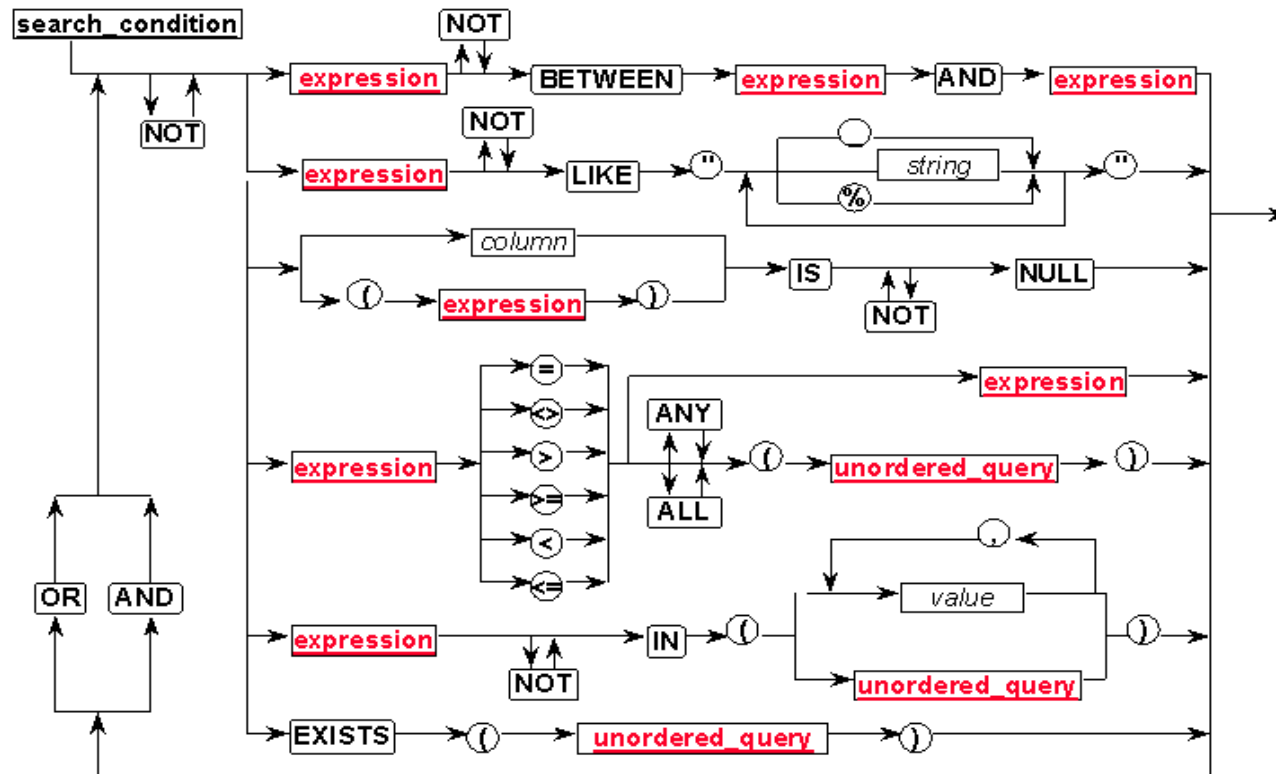 search_condition
NOT
expression BETWEEN expression AND expression
NOT
NOT
expression LIKE " _ string % "
column
( expression ) IS NULL
NOT
=
expression
<>
ANY
>
expression ( unordered_query )
>=
ALL
<
<=
,
OR AND
value
expression IN ( )
NOT
unordered_query
EXISTS ( unordered_query )